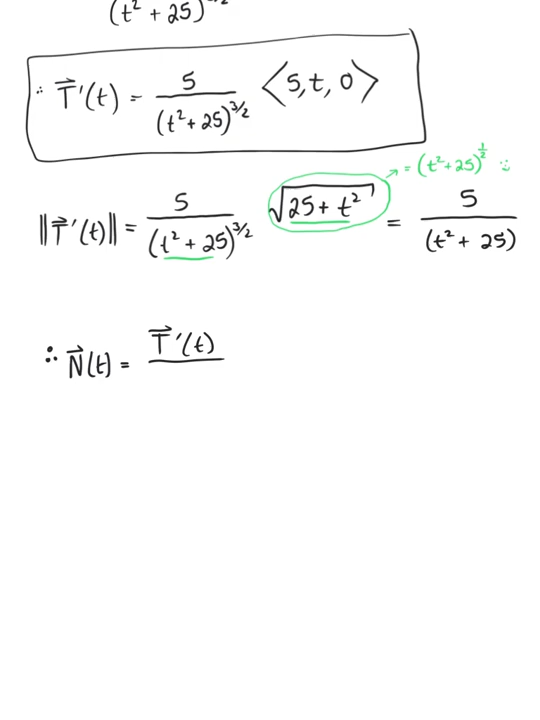 (t² + 25)
∴ T⃗'(t) = 5 / (t² + 25)^3/2 ⟨5, t, 0⟩
→ = (t² + 25)^1/2
‖T⃗'(t)‖ = 5 / (t² + 25)^3/2 √(25 + t²) = 5 / (t² + 25)
∴ N⃗(t) = T⃗'(t)